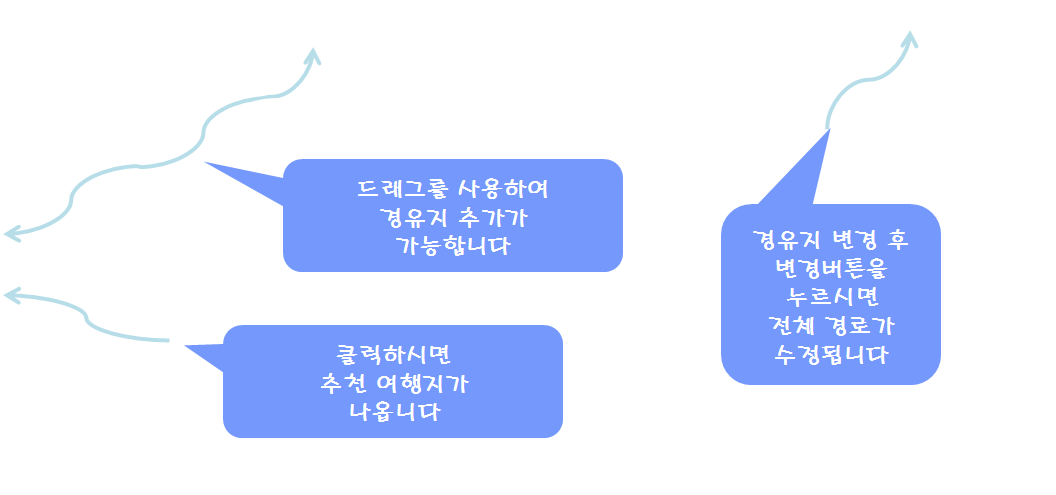 드래그를 사용하여
경유지 추가가
가능합니다
클릭하시면
추천 여행지가
나옵니다
경유지 변경 후
변경버튼을
누르시면
전체 경로가
수정됩니다